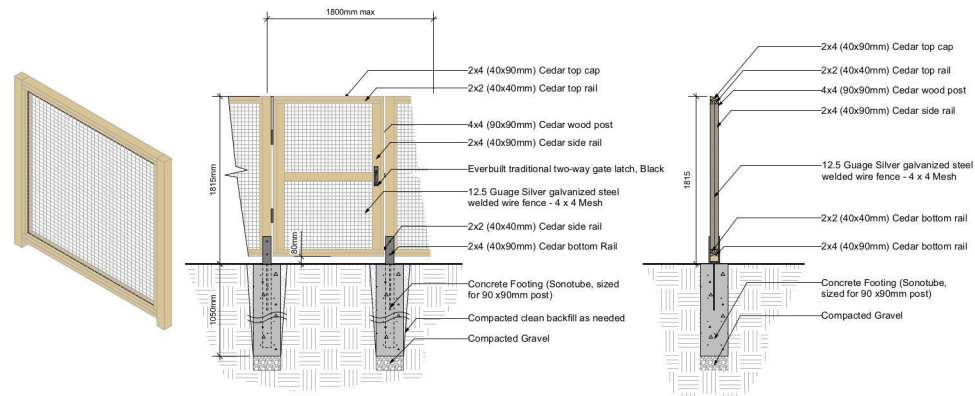 1800mm max
2x4 (40x90mm) Cedar top cap
2x2 (40x40mm) Cedar top rail
4x4 (90x90mm) Cedar wood post
2x4 (40x90mm) Cedar side rail
Everbuilt traditional two-way gate latch, Black
12.5 Guage Silver galvanized steel
welded wire fence - 4 x 4 Mesh
2x2 (40x40mm) Cedar side rail
2x4 (40x90mm) Cedar bottom Rail
Concrete Footing (Sonotube, sized
for 90 x90mm post)
Compacted clean backfill as needed
Compacted Gravel
1815mm
80mm
1050mm
2x4 (40x90mm) Cedar top cap
2x2 (40x40mm) Cedar top rail
4x4 (90x90mm) Cedar wood post
2x4 (40x90mm) Cedar side rail
12.5 Guage Silver galvanized steel
welded wire fence - 4 x 4 Mesh
2x2 (40x40mm) Cedar bottom rail
2x4 (40x90mm) Cedar bottom rail
Concrete Footing (Sonotube,
sized for 90 x90mm post)
Compacted Gravel
1815